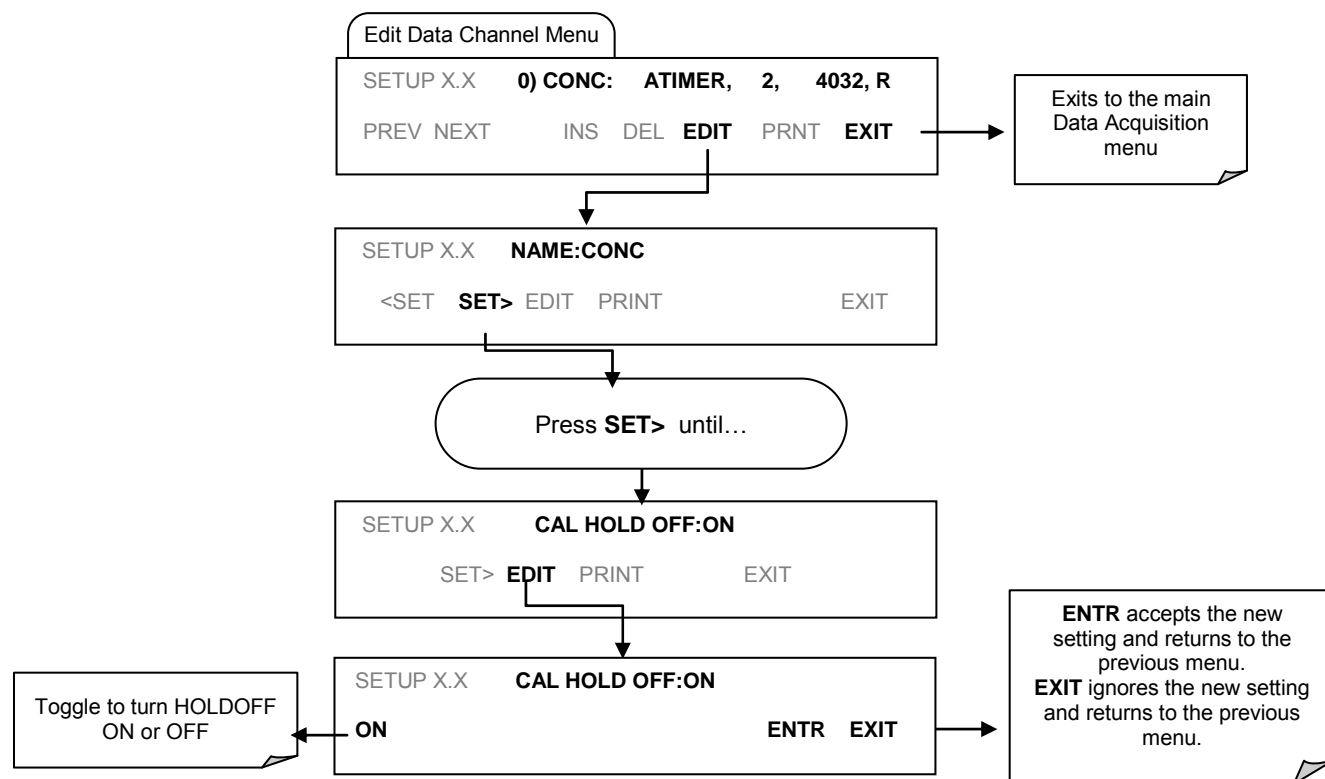 Edit Data Channel Menu
SETUP X.X 0) CONC: ATIMER, 2, 4032, R
PREV NEXT INS DEL EDIT PRNT EXIT
Exits to the main
Data Acquisition
menu
SETUP X.X NAME:CONC
<SET SET> EDIT PRINT EXIT
Press SET> until…
SETUP X.X CAL HOLD OFF:ON
SET> EDIT PRINT EXIT
SETUP X.X CAL HOLD OFF:ON
ON ENTR EXIT
Toggle to turn HOLDOFF
ON or OFF
ENTR accepts the new
setting and returns to the
previous menu.
EXIT ignores the new setting
and returns to the previous
menu.